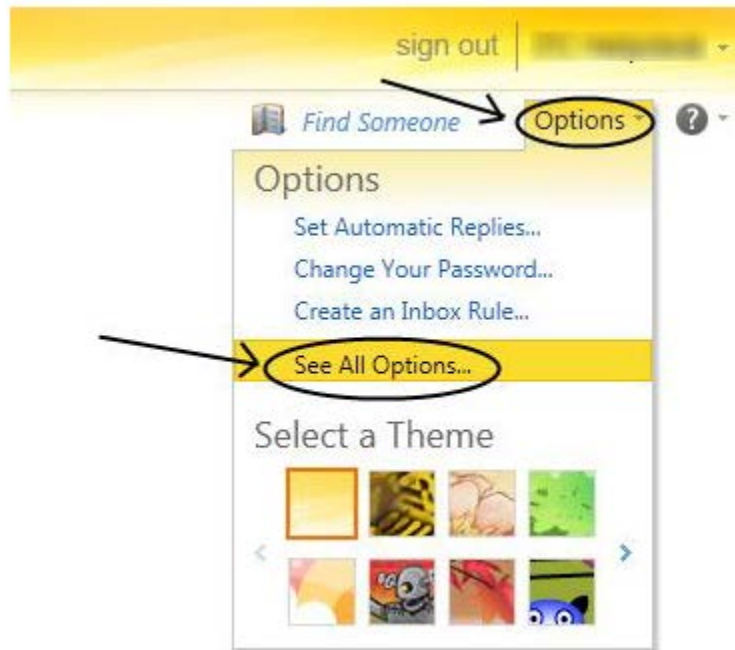 sign out
Find Someone
Options
?
Options
Set Automatic Replies...
Change Your Password...
Create an Inbox Rule...
See All Options...
Select a Theme